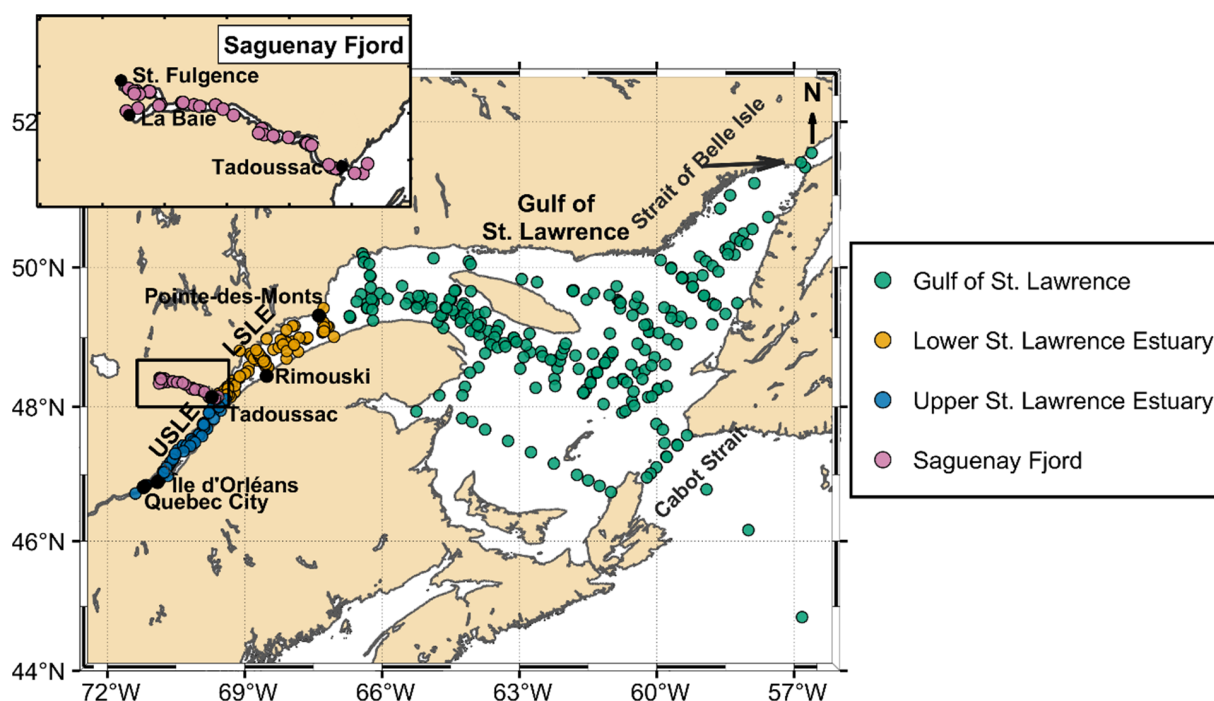 Saguenay Fjord
St. Fulgence
La Baie
Tadoussac
N
Strait of Belle Isle
Gulf of
St. Lawrence
Pointe-des-Monts
LSLE
Rimouski
Tadoussac
USLE
Île d'Orléans
Quebec City
Cabot Strait
52
50°N
48°N
46°N
44°N
72°W 69°W 66°W 63°W 60°W 57°W
Gulf of St. Lawrence
Lower St. Lawrence Estuary
Upper St. Lawrence Estuary
Saguenay Fjord